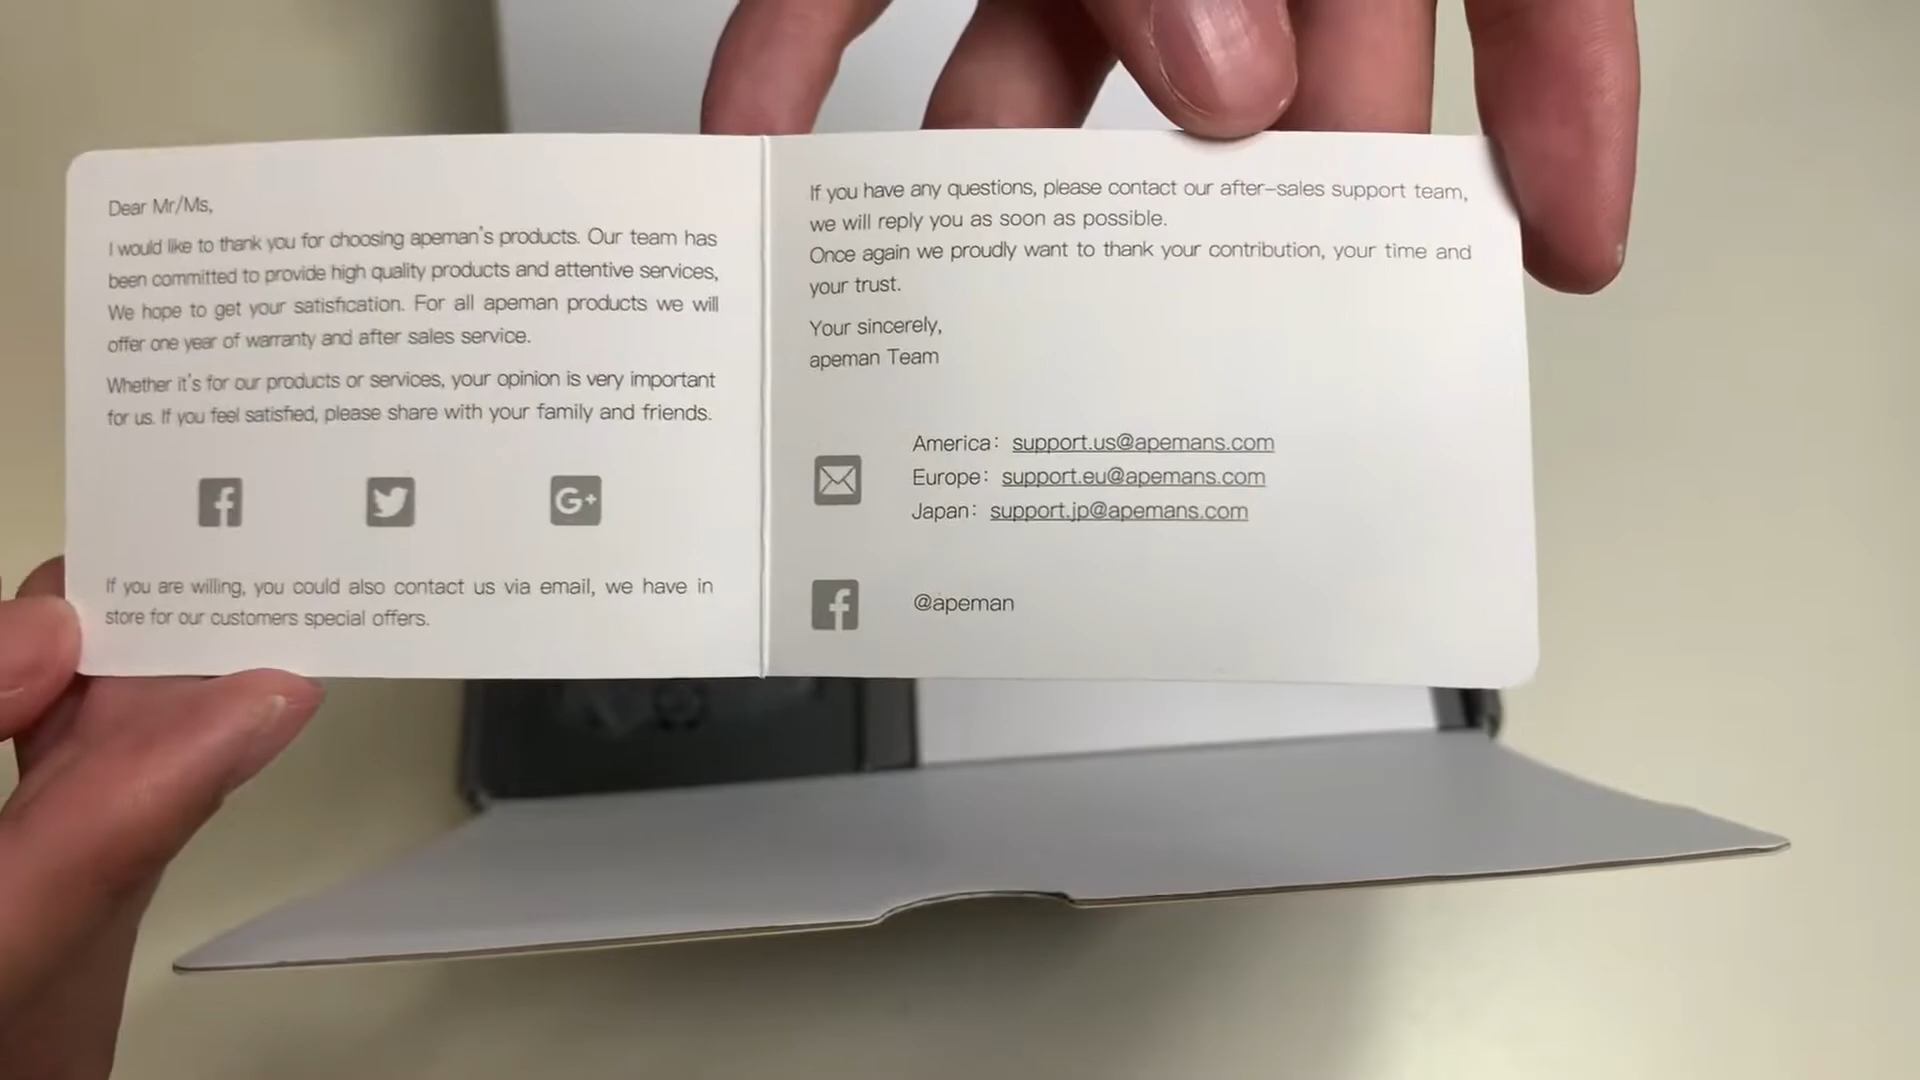 Dear Mr/Ms,
I would like to thank you for choosing apeman's products. Our team has
been committed to provide high quality products and attentive services,
We hope to get your satisfication. For all apeman products we will
offer one year of warranty and after sales service.
Whether it's for our products or services, your opinion is very important
for us. If you feel satisfied, please share with your family and friends.
G+
If you are willing, you could also contact us via email, we have in
store for our customers special offers.
If you have any questions, please contact our after-sales support team,
we will reply you as soon as possible.
Once again we proudly want to thank your contribution, your time and
your trust.
Your sincerely,
apeman Team
America: support.us@apemans.com
Europe: support.eu@apemans.com
Japan: support.jp@apemans.com
@apeman